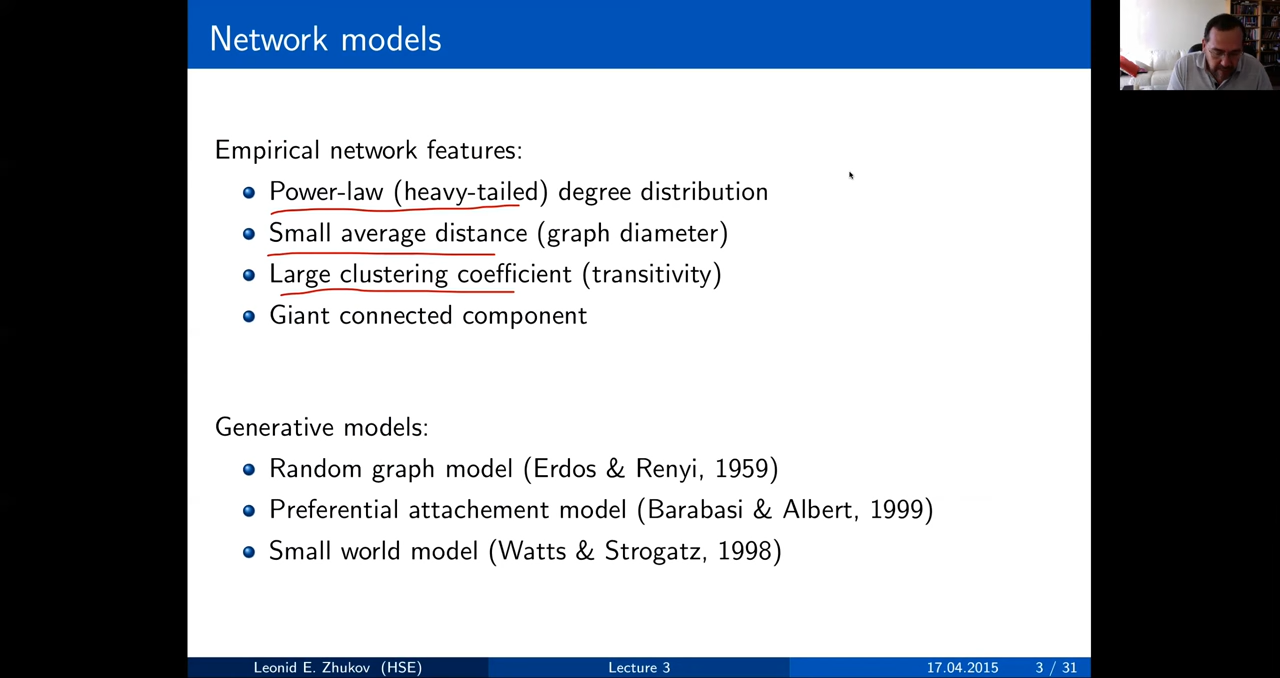 Network models
Empirical network features:
Power-law (heavy-tailed) degree distribution
Small average distance (graph diameter)
Large clustering coefficient (transitivity)
Giant connected component
Generative models:
Random graph model (Erdos & Renyi, 1959)
Preferential attachement model (Barabasi & Albert, 1999)
Small world model (Watts & Strogatz, 1998)
Leonid E. Zhukov (HSE) Lecture 3 17.04.2015 3 / 31